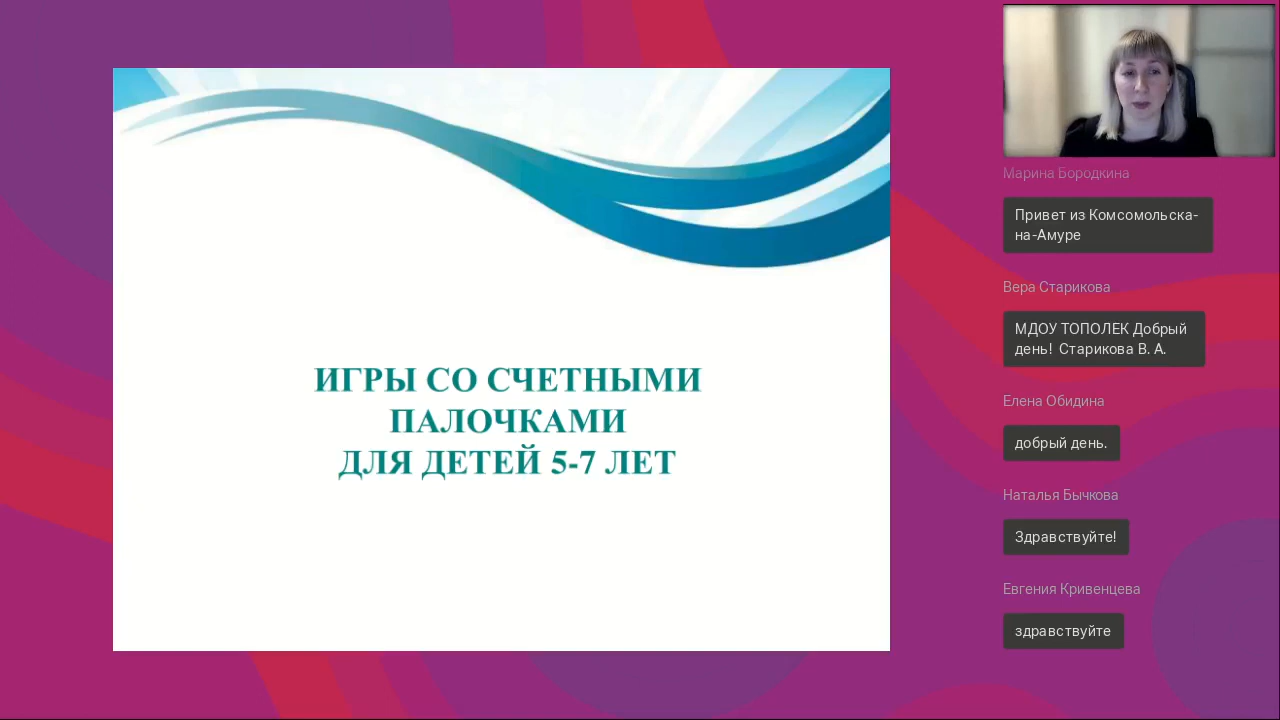 ИГРЫ СО СЧЕТНЫМИ
ПАЛОЧКАМИ
ДЛЯ ДЕТЕЙ 5-7 ЛЕТ
Марина Бородкина
Привет из Комсомольска-
на-Амуре
Вера Старикова
МДОУ ТОПОЛЕК Добрый
день! Старикова В. А.
Елена Обидина
добрый день.
Наталья Бычкова
Здравствуйте!
Евгения Кривенцева
здравствуйте